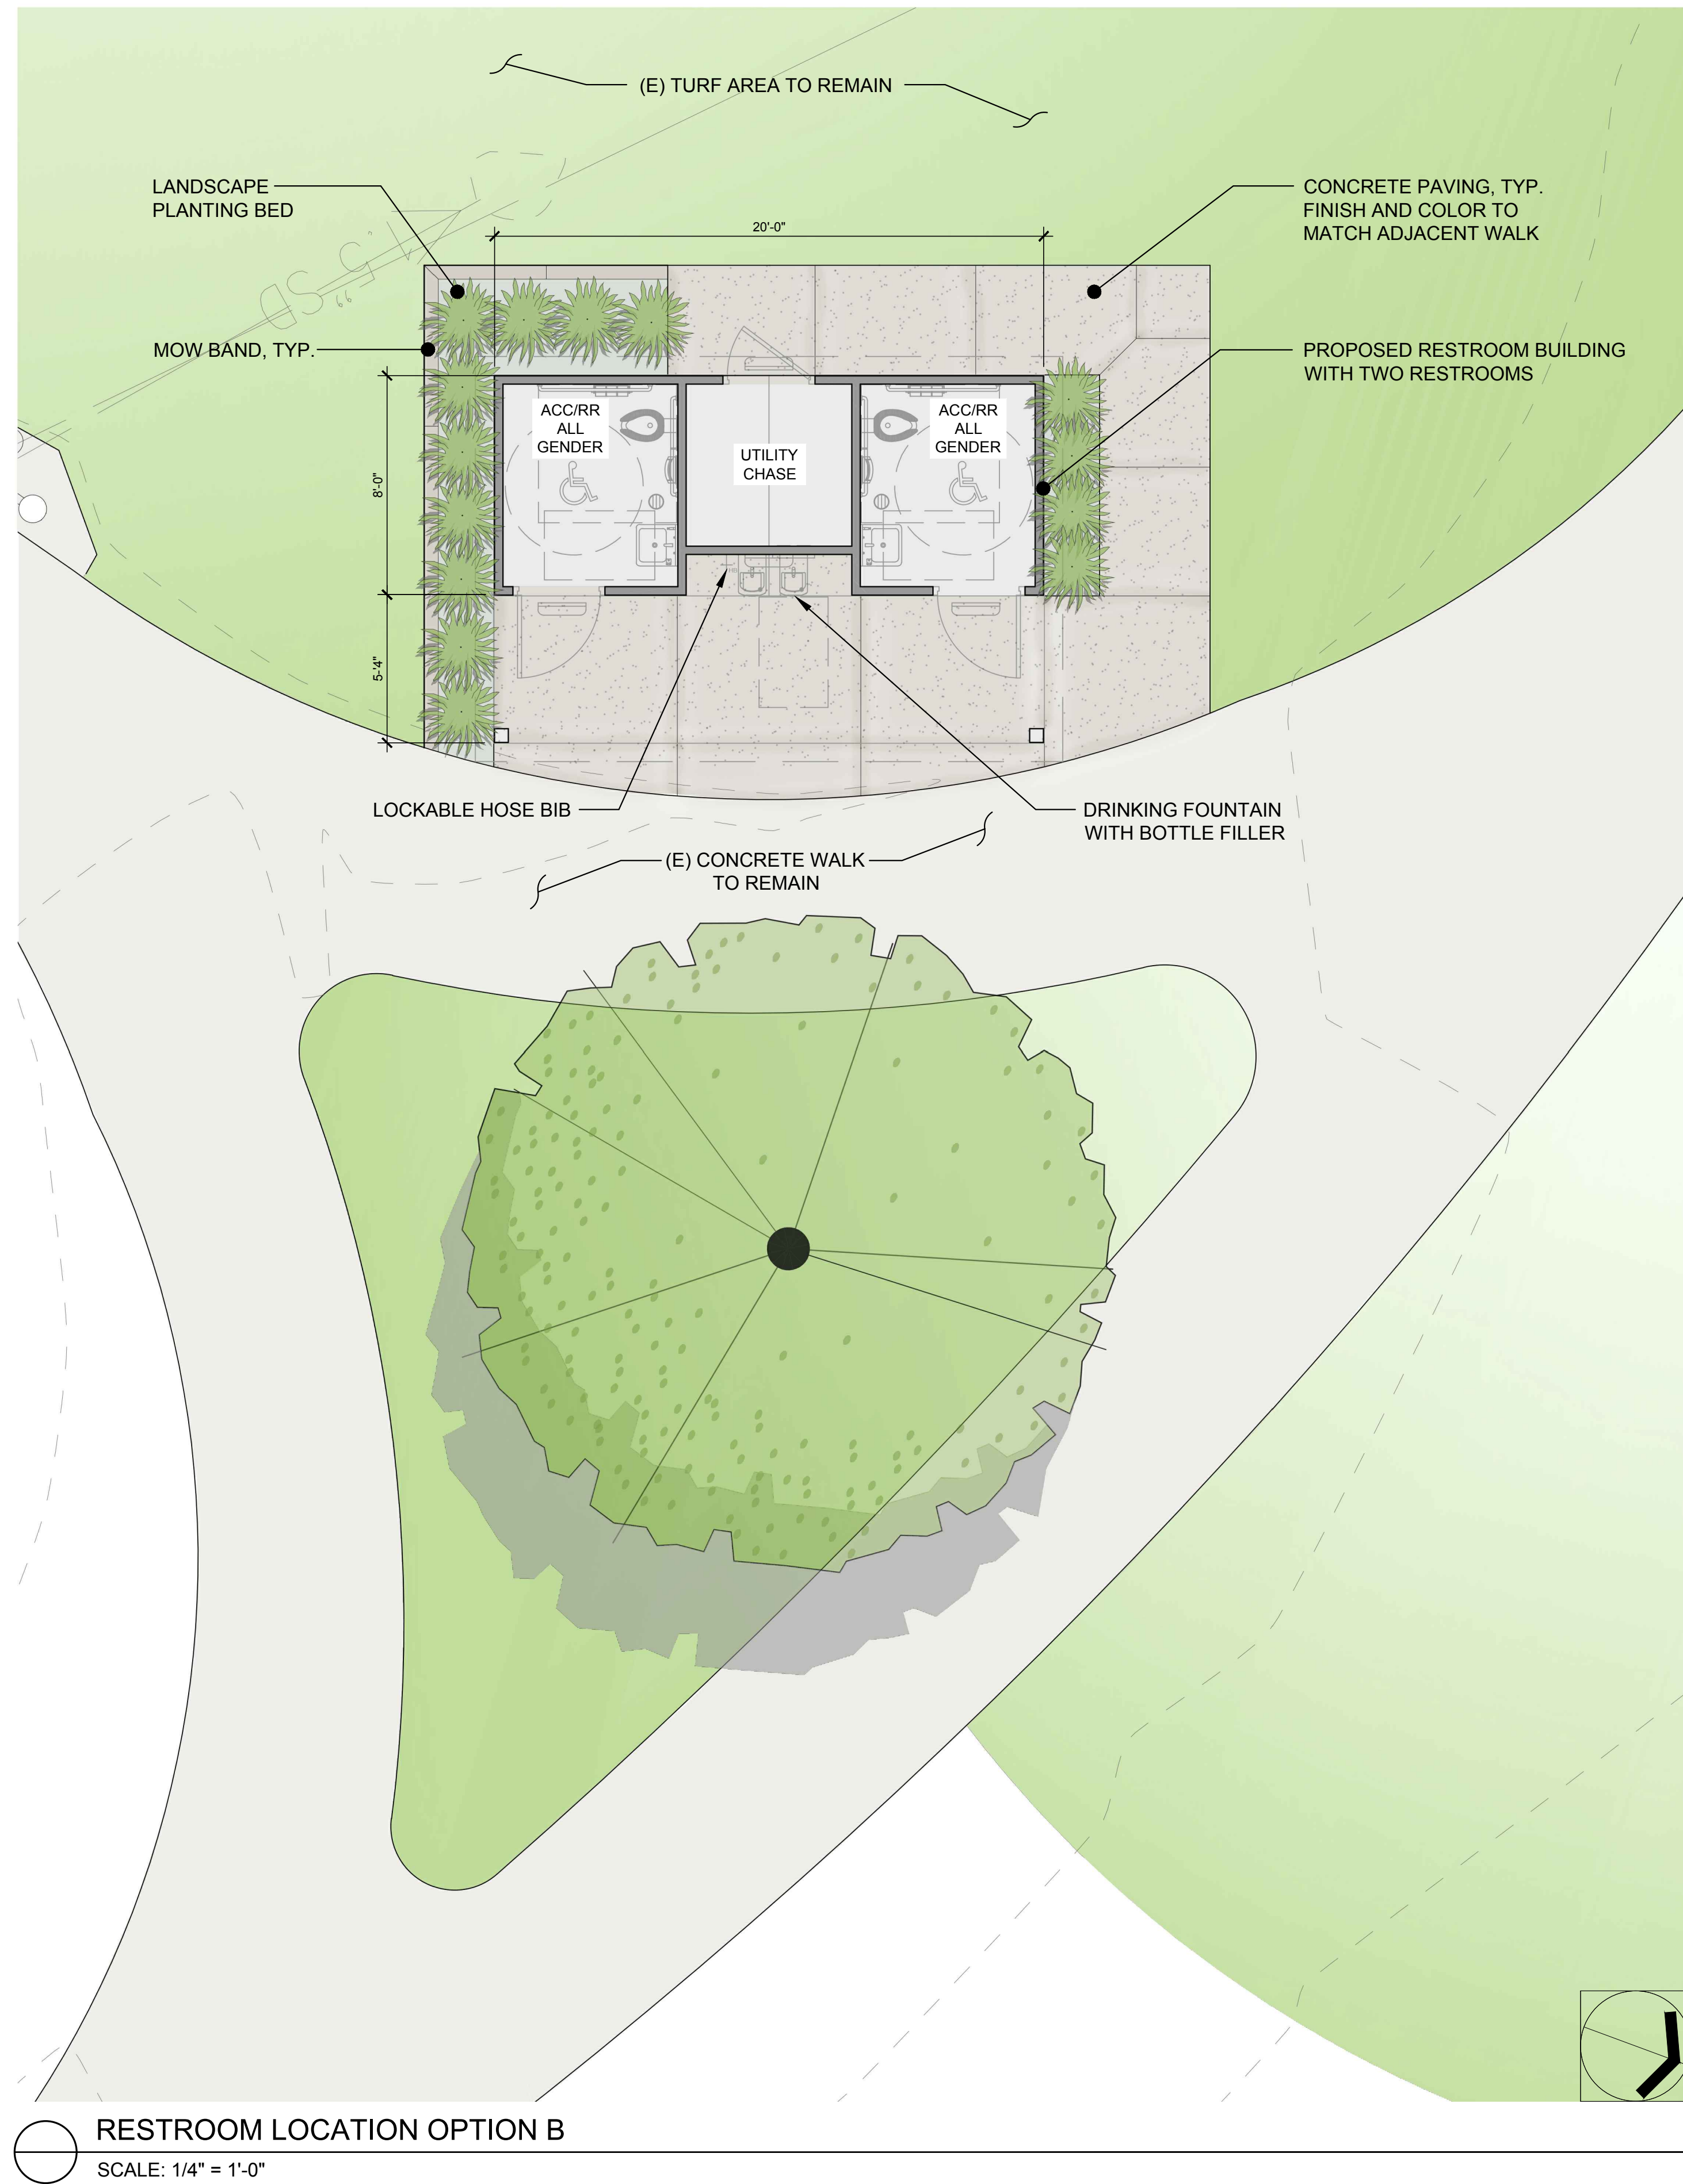 (E) TURF AREA TO REMAIN
LANDSCAPE
PLANTING BED
CONCRETE PAVING, TYP.
FINISH AND COLOR TO
MATCH ADJACENT WALK
20'-0"
MOW BAND, TYP.
PROPOSED RESTROOM BUILDING
WITH TWO RESTROOMS
ACC/RR
ALL
GENDER
UTILITY
CHASE
ACC/RR
ALL
GENDER
8'-0"
5-'4"
LOCKABLE HOSE BIB
DRINKING FOUNTAIN
WITH BOTTLE FILLER
(E) CONCRETE WALK
TO REMAIN
RESTROOM LOCATION OPTION B
SCALE: 1/4" = 1'-0"